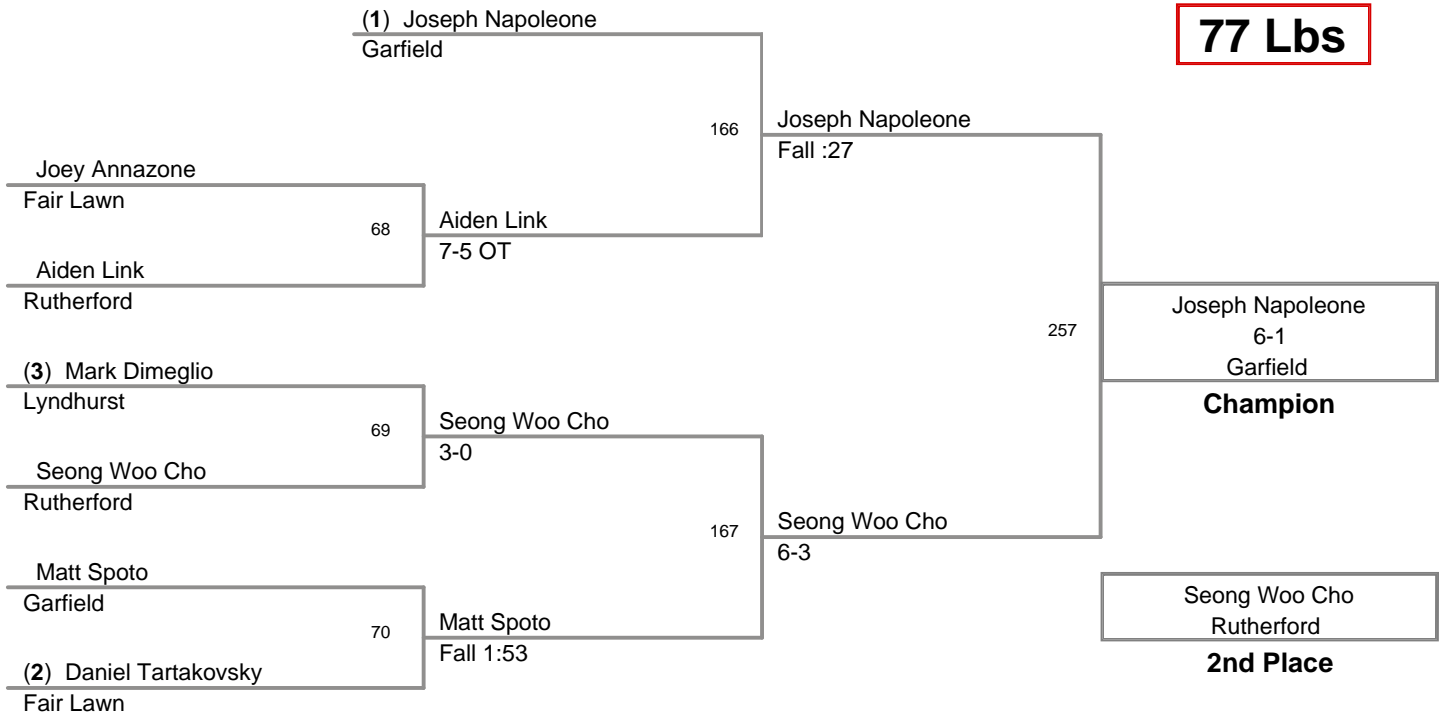 (1) Joseph Napoleone
Garfield
77 Lbs
166
Joseph Napoleone
Fall :27
Joey Annazone
Fair Lawn
68
Aiden Link
7-5 OT
Aiden Link
Rutherford
257
Joseph Napoleone
6-1
Garfield
Champion
(3) Mark Dimeglio
Lyndhurst
69
Seong Woo Cho
3-0
Seong Woo Cho
Rutherford
167
Seong Woo Cho
6-3
Matt Spoto
Garfield
70
Matt Spoto
Fall 1:53
(2) Daniel Tartakovsky
Fair Lawn
Seong Woo Cho
Rutherford
2nd Place